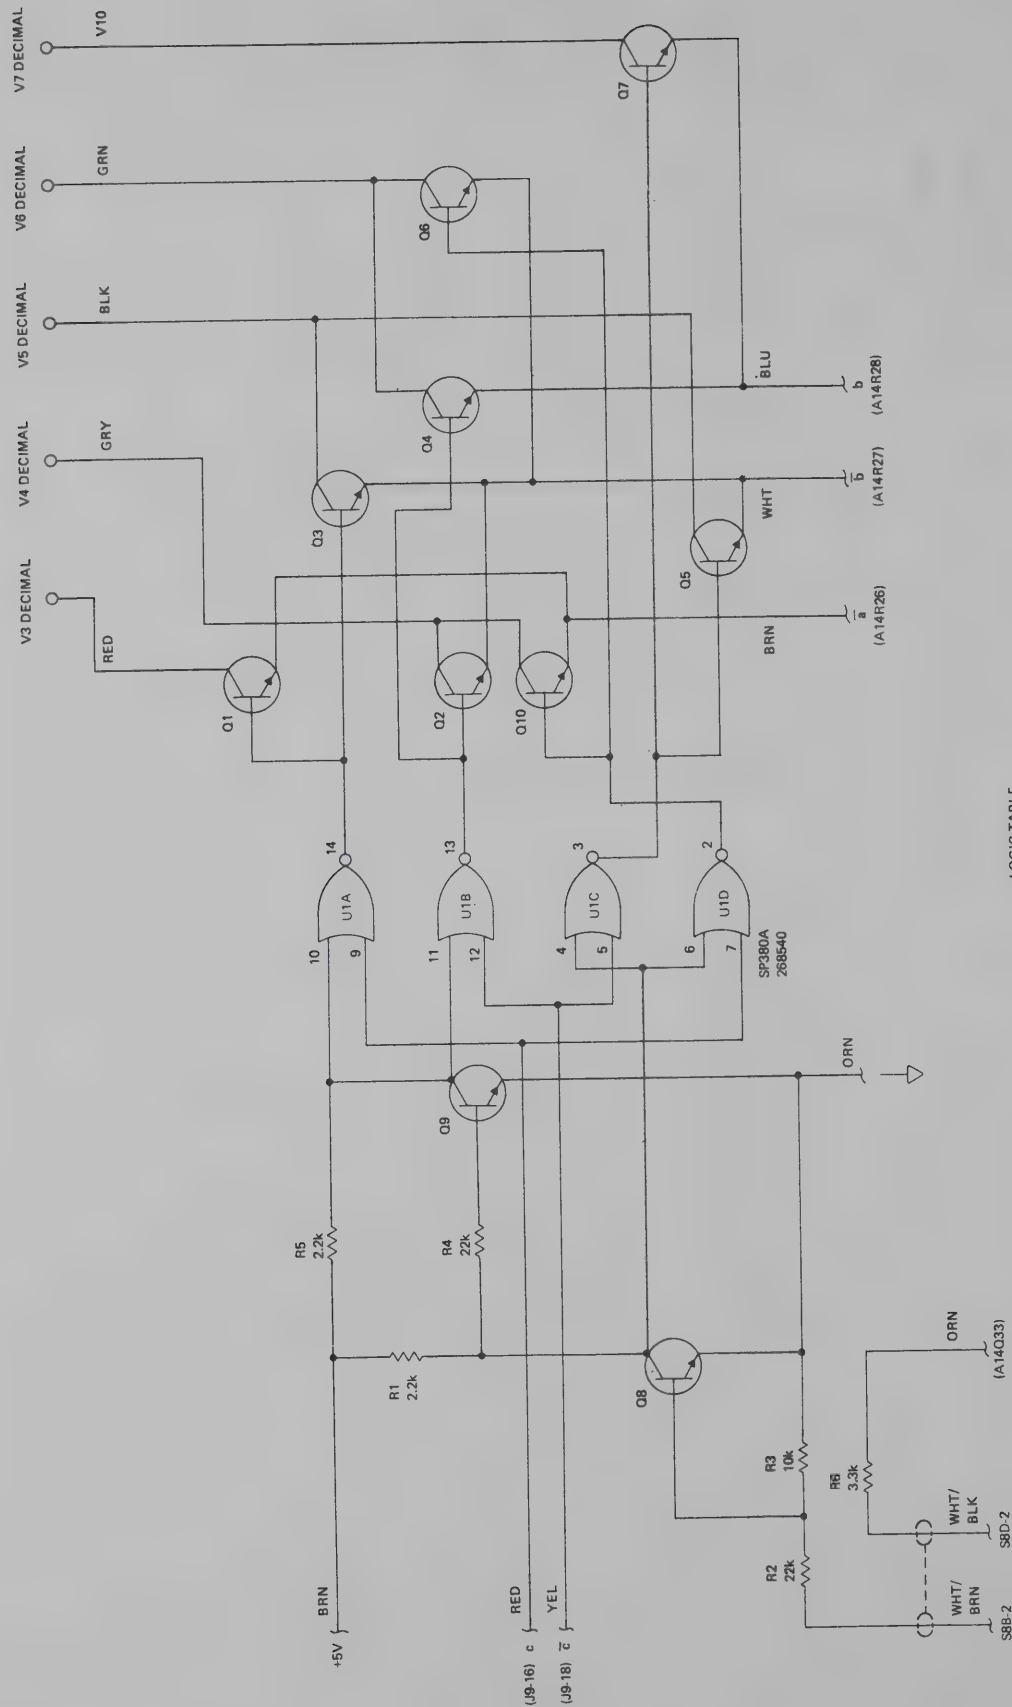 V3 DECIMAL
V4 DECIMAL
V5 DECIMAL
V6 DECIMAL
V7 DECIMAL
RED
GRY
BLK
GRN
V10
Q1
Q3
Q2
Q10
Q4
Q6
Q5
Q7
BRN
a
(A14R26)
WHT
b
(A14R27)
BLU
b
(A14R28)
14
U1A
10
9
13
U1B
11
12
3
U1C
4
5
2
U1D
6
7
SP380A
268540
Q9
ORN
R5
2.2k
R4
22k
R1
2.2k
Q8
R3
10k
R6
3.3k
ORN
(A14Q33)
R2
22k
WHT/
BLK
S8D-2
WHT/
BRN
S8B-2
BRN
+5V
RED
(J9-16) c
YEL
(J9-18) c̅
LOGIC TABLE